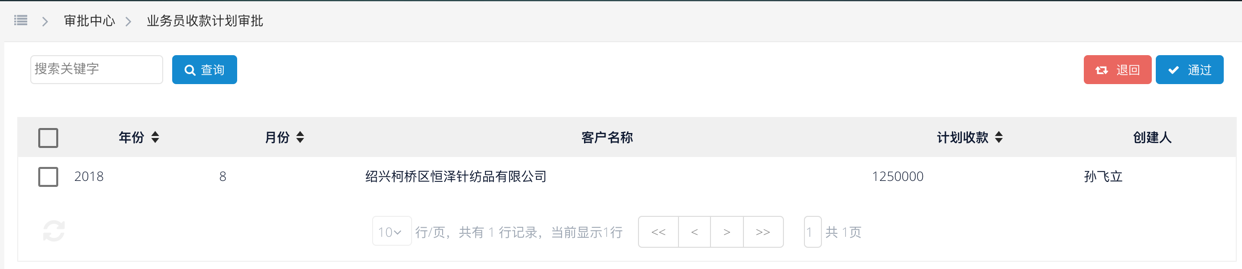 审批中心 业务员收款计划审批
搜索关键字 查询 退回 通过
年份 月份 客户名称 计划收款 创建人
2018 8 绍兴柯桥区恒泽针纺品有限公司 1250000 孙飞立
10 行/页，共有 1 行记录，当前显示1行 << < > >> 1 共 1页